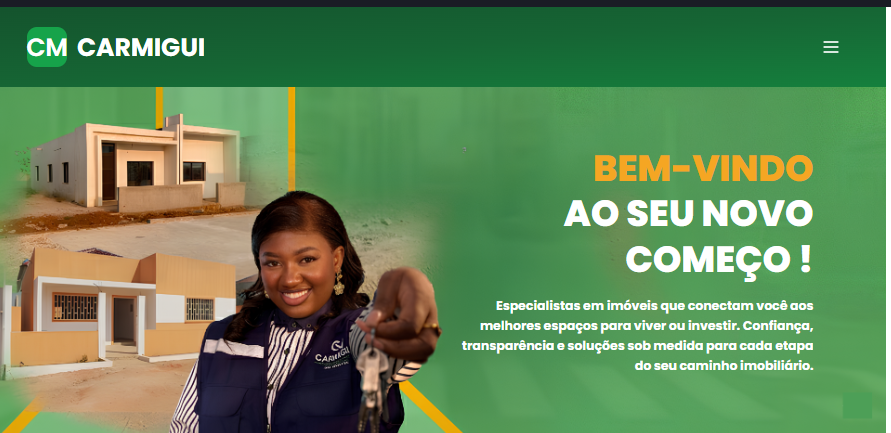 CM CARMIGUI
BEM-VINDO
AO SEU NOVO
COMEÇO !
Especialistas em imóveis que conectam você aos
melhores espaços para viver ou investir. Confiança,
transparência e soluções sob medida para cada etapa
do seu caminho imobiliário.
CARMIGUI